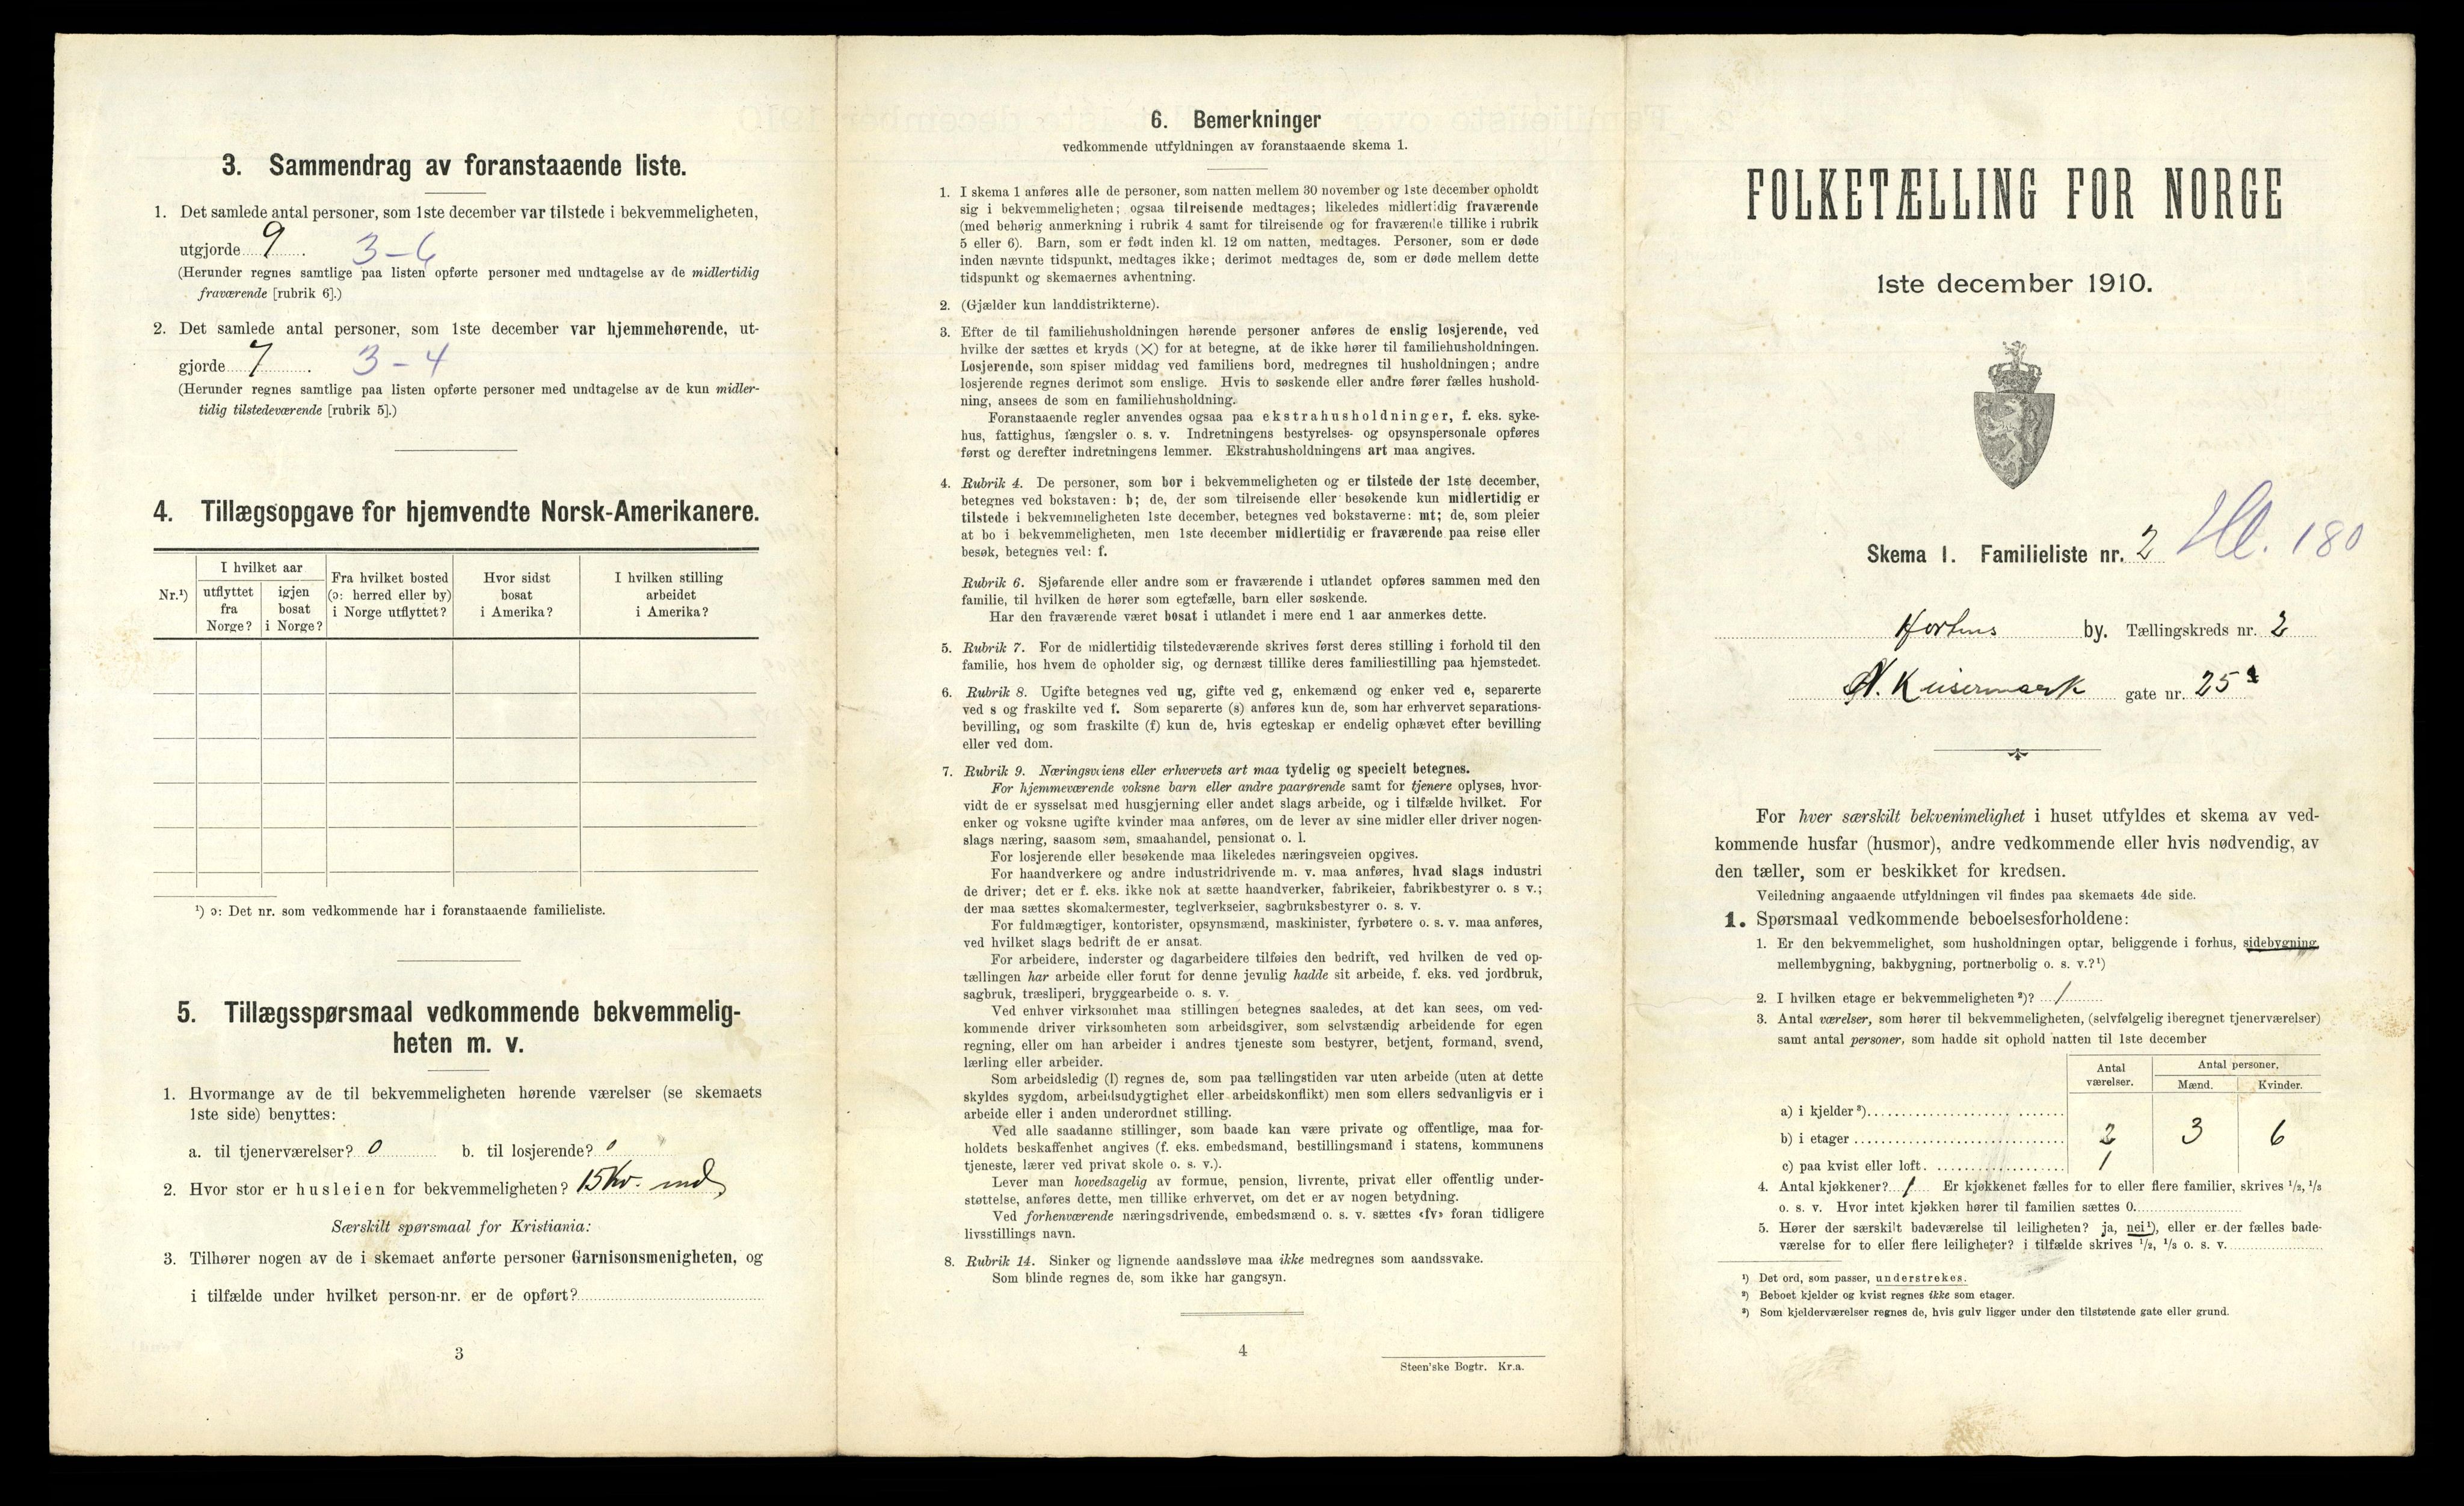 3. Sammendrag av foranstaaende liste.
1. Det samlede antal personer, som 1ste december var tilstede i bekvemmeligheten,
utgjorde 9 . 3-6
(Herunder regnes samtlige paa listen opførte personer med undtagelse av de midlertidig
fraværende [rubrik 6].)
2. Det samlede antal personer, som 1ste december var hjemmehørende, ut-
gjorde 7 . 3-4
(Herunder regnes samtlige paa listen opførte personer med undtagelse av de kun midler-
tidig tilstedeværende [rubrik 5].)
4. Tillægsopgave for hjemvendte Norsk-Amerikanere.
Nr.¹)
I hvilket aar
utflyttet
fra
Norge?
igjen
bosat
i Norge?
Fra hvilket bosted
(ɔ: herred eller by)
i Norge utflyttet?
Hvor sidst
bosat
i Amerika?
I hvilken stilling
arbeidet
i Amerika?
¹) ɔ: Det nr. som vedkommende har i foranstaaende familieliste.
5. Tillægsspørsmaal vedkommende bekvemmelig-
heten m. v.
1. Hvormange av de til bekvemmeligheten hørende værelser (se skemaets
1ste side) benyttes:
a. til tjenerværelser? 0 b. til losjerende? 0
2. Hvor stor er husleien for bekvemmeligheten? 15 Kr. md
Særskilt spørsmaal for Kristiania:
3. Tilhører nogen av de i skemaet anførte personer Garnisonsmenigheten, og
i tilfælde under hvilket person-nr. er de opført?
3
6. Bemerkninger
vedkommende utfyldningen av foranstaaende skema 1.
1. I skema 1 anføres alle de personer, som natten mellem 30 november og 1ste december opholdt
sig i bekvemmeligheten; ogsaa tilreisende medtages; likeledes midlertidig fraværende
(med behørig anmerkning i rubrik 4 samt for tilreisende og for fraværende tillike i rubrik
5 eller 6). Barn, som er født inden kl. 12 om natten, medtages. Personer, som er døde
inden nævnte tidspunkt, medtages ikke; derimot medtages de, som er døde mellem dette
tidspunkt og skemaernes avhentning.
2. (Gjælder kun landdistrikterne).
3. Efter de til familiehusholdningen hørende personer anføres de enslig losjerende, ved
hvilke der sættes et kryds (×) for at betegne, at de ikke hører til familiehusholdningen.
Losjerende, som spiser middag ved familiens bord, medregnes til husholdningen; andre
losjerende regnes derimot som enslige. Hvis to søskende eller andre fører fælles hushold-
ning, ansees de som en familiehusholdning.
Foranstaaende regler anvendes ogsaa paa ekstrahusholdninger, f. eks. syke-
hus, fattighus, fængsler o. s. v. Indretningens bestyrelses- og opsynspersonale opføres
først og derefter indretningens lemmer. Ekstrahusholdningens art maa angives.
4. Rubrik 4. De personer, som bor i bekvemmeligheten og er tilstede der 1ste december,
betegnes ved bokstaven: b; de, der som tilreisende eller besøkende kun midlertidig er
tilstede i bekvemmeligheten 1ste december, betegnes ved bokstaverne: mt; de, som pleier
at bo i bekvemmeligheten, men 1ste december midlertidig er fraværende paa reise eller
besøk, betegnes ved: f.
Rubrik 6. Sjøfarende eller andre som er fraværende i utlandet opføres sammen med den
familie, til hvilken de hører som egtefælle, barn eller søskende.
Har den fraværende været bosat i utlandet i mere end 1 aar anmerkes dette.
5. Rubrik 7. For de midlertidig tilstedeværende skrives først deres stilling i forhold til den
familie, hos hvem de opholder sig, og dernæst tillike deres familiestilling paa hjemstedet.
6. Rubrik 8. Ugifte betegnes ved ug, gifte ved g, enkemænd og enker ved e, separerte
ved s og fraskilte ved f. Som separerte (s) anføres kun de, som har erhvervet separations-
bevilling, og som fraskilte (f) kun de, hvis egteskap er endelig ophævet efter bevilling
eller ved dom.
7. Rubrik 9. Næringsveiens eller erhvervets art maa tydelig og specielt betegnes.
For hjemmeværende voksne barn eller andre paarørende samt for tjenere oplyses, hvor-
vidt de er sysselsat med husgjerning eller andet slags arbeide, og i tilfælde hvilket. For
enker og voksne ugifte kvinder maa anføres, om de lever av sine midler eller driver nogen-
slags næring, saasom søm, smaahandel, pensionat o. l.
For losjerende eller besøkende maa likeledes næringsveien opgives.
For haandverkere og andre industridrivende m. v. maa anføres, hvad slags industri
de driver; det er f. eks. ikke nok at sætte haandverker, fabrikeier, fabrikbestyrer o. s v.;
der maa sættes skomakermester, teglverkseier, sagbruksbestyrer o. s. v.
For fuldmægtiger, kontorister, opsynsmænd, maskinister, fyrbøtere o. s. v. maa anføres,
ved hvilket slags bedrift de er ansat.
For arbeidere, inderster og dagarbeidere tilføies den bedrift, ved hvilken de ved op-
tællingen har arbeide eller forut for denne jevnlig hadde sit arbeide, f. eks. ved jordbruk,
sagbruk, træsliperi, bryggearbeide o. s. v.
Ved enhver virksomhet maa stillingen betegnes saaledes, at det kan sees, om ved-
kommende driver virksomheten som arbeidsgiver, som selvstændig arbeidende for egen
regning, eller om han arbeider i andres tjeneste som bestyrer, betjent, formand, svend,
lærling eller arbeider.
Som arbeidsledig (l) regnes de, som paa tællingstiden var uten arbeide (uten at dette
skyldes sygdom, arbeidsudygtighet eller arbeidskonflikt) men som ellers sedvanligvis er i
arbeide eller i anden underordnet stilling.
Ved alle saadanne stillinger, som baade kan være private og offentlige, maa for-
holdets beskaffenhet angives (f. eks. embedsmand, bestillingsmand i statens, kommunens
tjeneste, lærer ved privat skole o. s. v.).
Lever man hovedsagelig av formue, pension, livrente, privat eller offentlig under-
støttelse, anføres dette, men tillike erhvervet, om det er av nogen betydning.
Ved forhenværende næringsdrivende, embedsmænd o. s. v. sættes «fv» foran tidligere
livsstillings navn.
8. Rubrik 14. Sinker og lignende aandssløve maa ikke medregnes som aandssvake.
Som blinde regnes de, som ikke har gangsyn.
4
Steen'ske Bogtr. Kr.a.
FOLKETÆLLING FOR NORGE
1ste december 1910.
Skema 1. Familieliste nr. 2 180
Hortens by. Tællingskreds nr. 2
N. Keisermark gate nr. 25
For hver særskilt bekvemmelighet i huset utfyldes et skema av ved-
kommende husfar (husmor), andre vedkommende eller hvis nødvendig, av
den tæller, som er beskikket for kredsen.
Veiledning angaaende utfyldningen vil findes paa skemaets 4de side.
1. Spørsmaal vedkommende beboelsesforholdene:
1. Er den bekvemmelighet, som husholdningen optar, beliggende i forhus, sidebygning,
mellembygning, bakbygning, portnerbolig o. s. v.?¹)
2. I hvilken etage er bekvemmeligheten²)? 1
3. Antal værelser, som hører til bekvemmeligheten, (selvfølgelig iberegnet tjenerværelser)
samt antal personer, som hadde sit ophold natten til 1ste december
Antal
værelser.
Antal personer.
Mænd. Kvinder.
a) i kjelder³)
b) i etager 2 3 6
c) paa kvist eller loft. 1
4. Antal kjøkkener? 1 Er kjøkkenet fælles for to eller flere familier, skrives ¹/₂, ¹/₃
o. s. v. Hvor intet kjøkken hører til familien sættes 0.
5. Hører der særskilt badeværelse til leiligheten? ja, nei¹), eller er der fælles bade-
værelse for to eller flere leiligheter? i tilfælde skrives ¹/₂, ¹/₃ o. s. v.
¹) Det ord, som passer, understrekes.
²) Beboet kjelder og kvist regnes ikke som etager.
³) Som kjelderværelser regnes de, hvis gulv ligger under den tilstøtende gate eller grund.